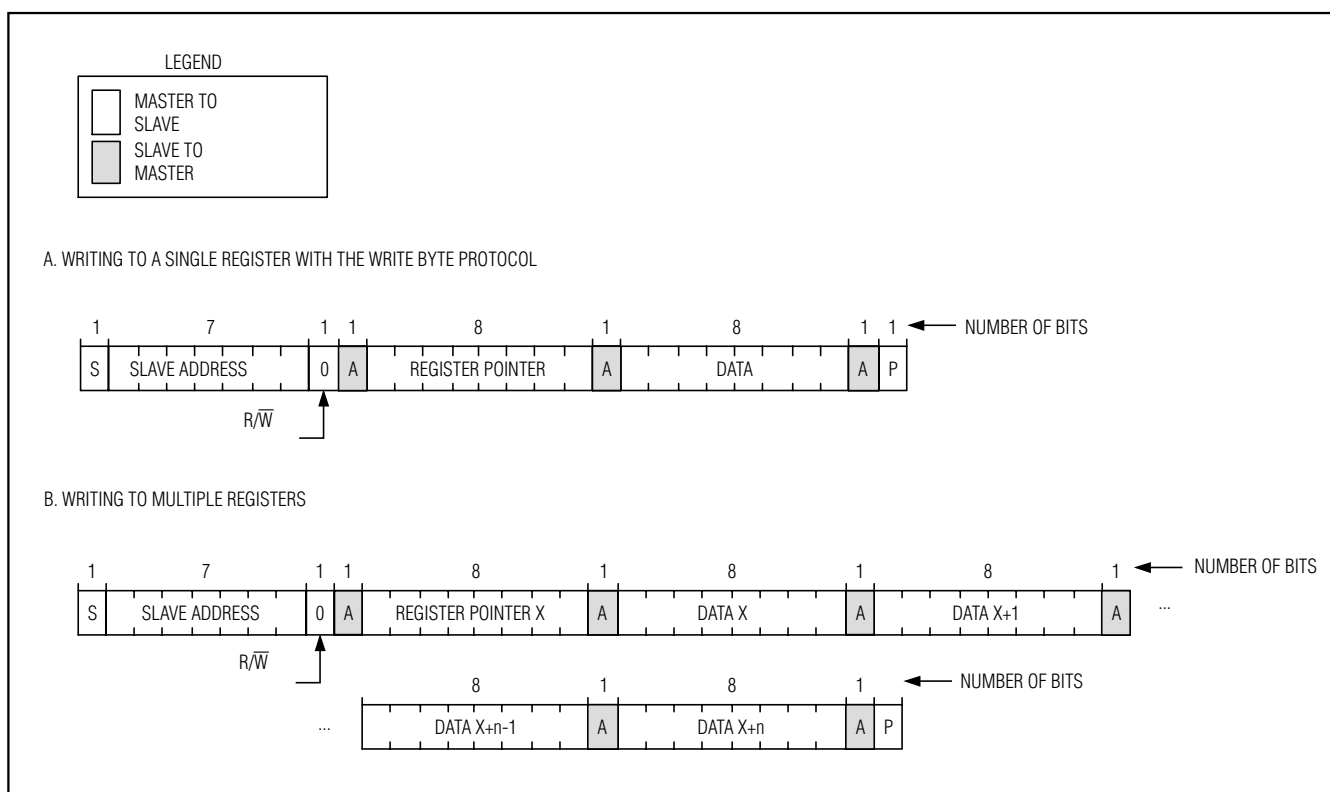 LEGEND
MASTER TO
SLAVE
SLAVE TO
MASTER
A. WRITING TO A SINGLE REGISTER WITH THE WRITE BYTE PROTOCOL
1 7 1 1 8 1 8 1 1 NUMBER OF BITS
S SLAVE ADDRESS 0 A REGISTER POINTER A DATA A P
R/W̅
B. WRITING TO MULTIPLE REGISTERS
1 7 1 1 8 1 8 1 8 1 NUMBER OF BITS
S SLAVE ADDRESS 0 A REGISTER POINTER X A DATA X A DATA X+1 A ...
R/W̅
8 1 8 1 NUMBER OF BITS
... DATA X+n-1 A DATA X+n A P